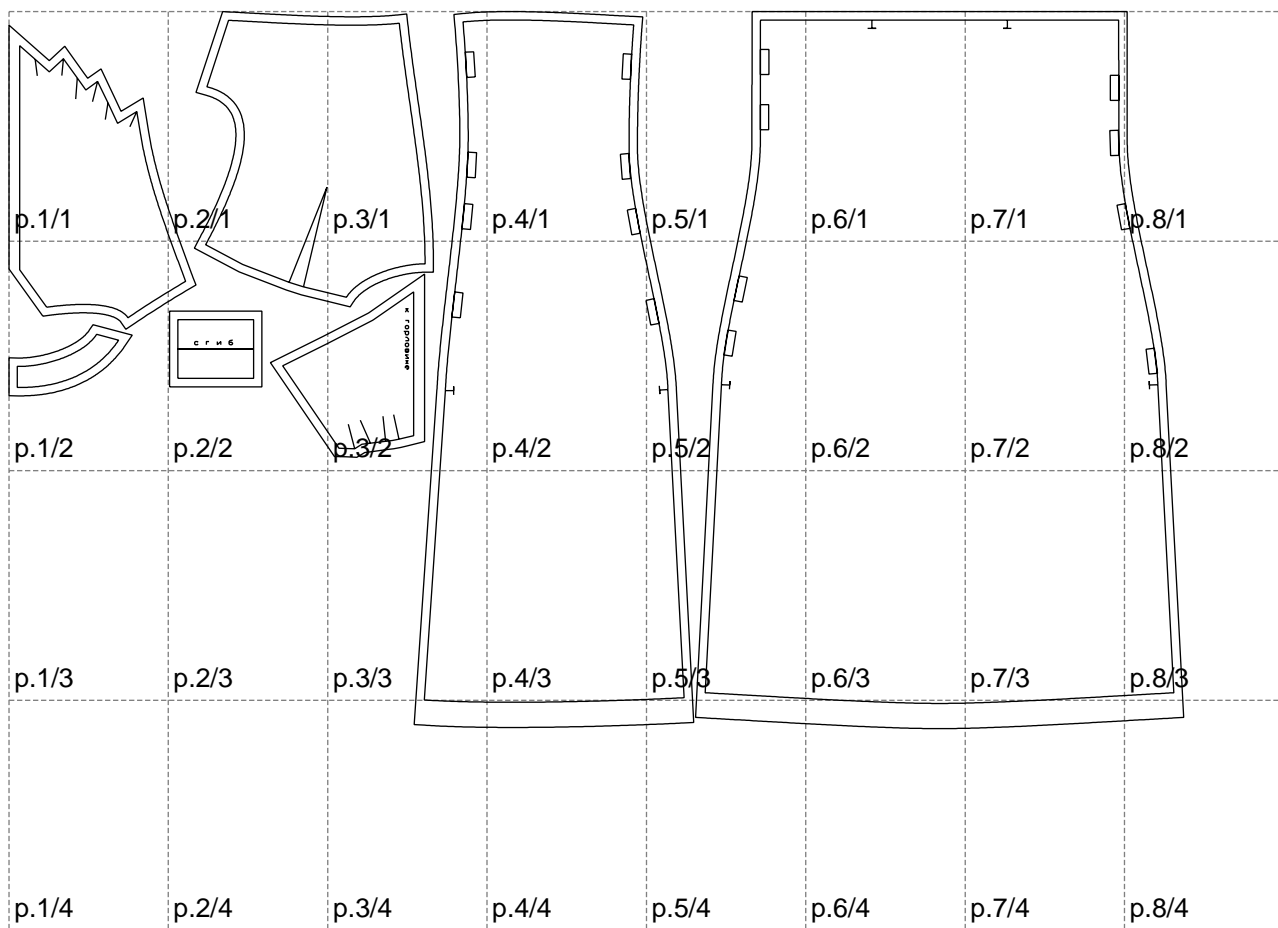 p.1/1 p.2/1 p.3/1 p.4/1 p.5/1 p.6/1 p.7/1 p.8/1
к горловине
сгиб
p.1/2 p.2/2 p.3/2 p.4/2 p.5/2 p.6/2 p.7/2 p.8/2
p.1/3 p.2/3 p.3/3 p.4/3 p.5/3 p.6/3 p.7/3 p.8/3
p.1/4 p.2/4 p.3/4 p.4/4 p.5/4 p.6/4 p.7/4 p.8/4